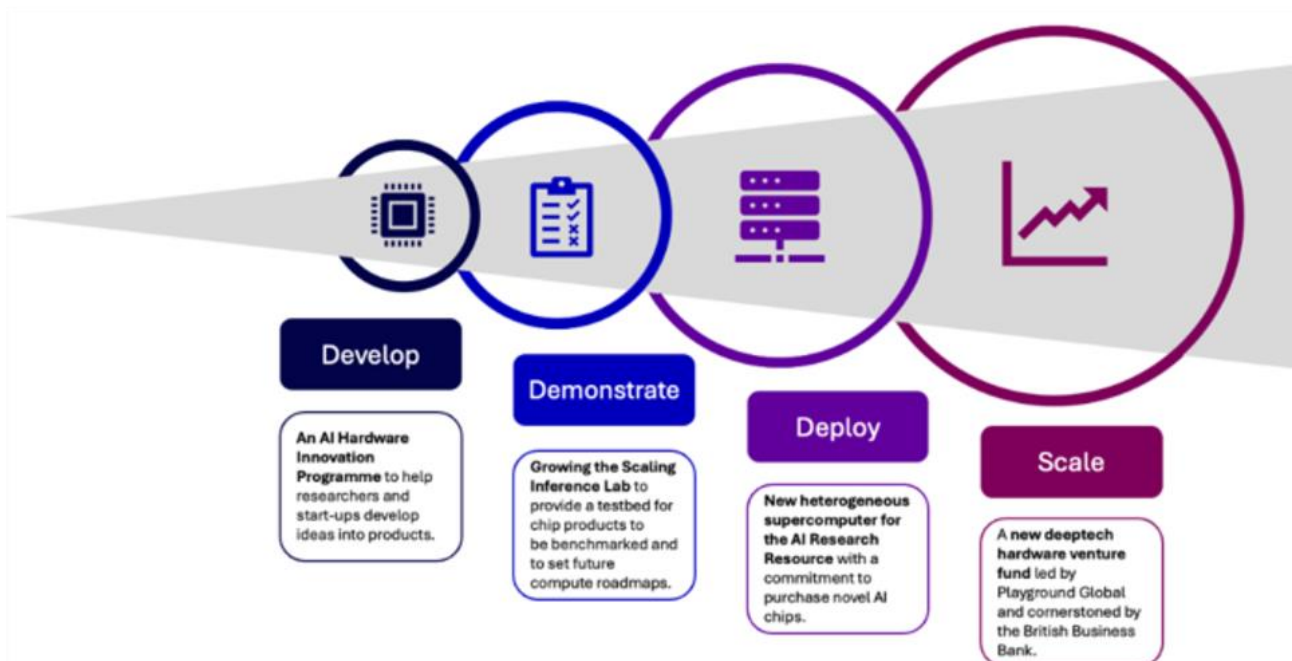 Develop
An AI Hardware
Innovation
Programme to help
researchers and
start-ups develop
ideas into products.
Demonstrate
Growing the Scaling
Inference Lab to
provide a testbed for
chip products to
be benchmarked and
to set future
compute roadmaps.
Deploy
New heterogeneous
supercomputer for
the AI Research
Resource with a
commitment to
purchase novel AI
chips.
Scale
A new deeptech
hardware venture
fund led by
Playground Global
and cornerstoned by
the British Business
Bank.